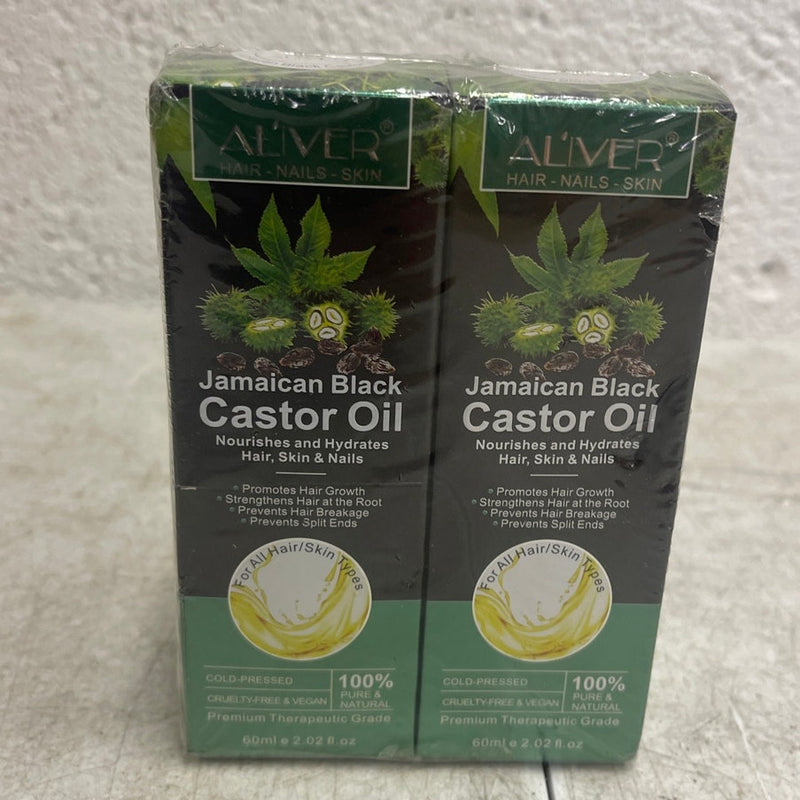 ALIVER®
HAIR - NAILS - SKIN
Jamaican Black
Castor Oil
Nourishes and Hydrates
Hair, Skin & Nails
Promotes Hair Growth
Strengthens Hair at the Root
Prevents Hair Breakage
Prevents Split Ends
For All Hair/Skin Types
COLD-PRESSED
CRUELTY-FREE & VEGAN
100%
PURE &
NATURAL
Premium Therapeutic Grade
60ml e 2.02 fl.oz
ALIVER®
HAIR - NAILS - SKIN
Jamaican Black
Castor Oil
Nourishes and Hydrates
Hair, Skin & Nails
Promotes Hair Growth
Strengthens Hair at the Root
Prevents Hair Breakage
Prevents Split Ends
For All Hair/Skin Types
COLD-PRESSED
CRUELTY-FREE & VEGAN
100%
PURE &
NATURAL
Premium Therapeutic Grade
60ml e 2.02 fl.oz